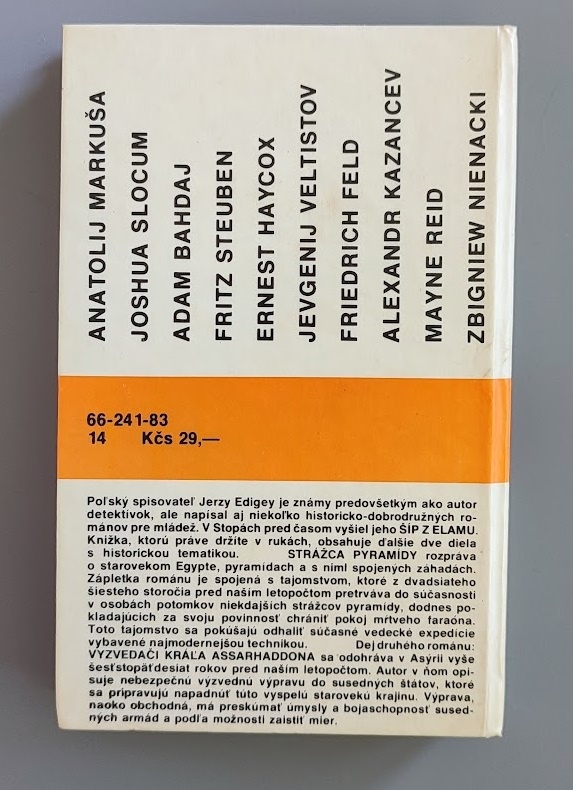 ANATOLIJ MARKUŠA
JOSHUA SLOCUM
ADAM BAHDAJ
FRITZ STEUBEN
ERNEST HAYCOX
JEVGENIJ VELTISTOV
FRIEDRICH FELD
ALEXANDR KAZANCEV
MAYNE REID
ZBIGNIEW NIENACKI
66-241-83
14 Kčs 29,—
Poľský spisovateľ Jerzy Edigey je známy predovšetkým ako autor
detektívok, ale napísal aj niekoľko historicko-dobrodružných ro-
mánov pre mládež. V Stopách pred časom vyšiel jeho ŠÍP Z ELAMU.
Knižka, ktorú práve držíte v rukách, obsahuje ďalšie dve diela
s historickou tematikou. STRÁŽCA PYRAMÍDY rozpráva
o starovekom Egypte, pyramídach a s nimi spojených záhadách.
Zápletka románu je spojená s tajomstvom, ktoré z dvadsiateho
šiesteho storočia pred naším letopočtom pretrváva do súčasnosti
v osobách potomkov niekdajších strážcov pyramídy, dodnes po-
kladajúcich za svoju povinnosť chrániť pokoj mŕtveho faraóna.
Toto tajomstvo sa pokúšajú odhaliť súčasné vedecké expedície
vybavené najmodernejšou technikou. Dej druhého románu:
VYZVEDAČI KRÁĽA ASSARHADDONA sa odohráva v Asýrii vyše
šesťstopäťdesiat rokov pred naším letopočtom. Autor v ňom opi-
suje nebezpečnú výzvednú výpravu do susedných štátov, ktoré
sa pripravujú napadnúť túto vyspelú starovekú krajinu. Výprava,
naoko obchodná, má preskúmať úmysly a bojaschopnosť sused-
ných armád a podľa možnosti zaistiť mier.